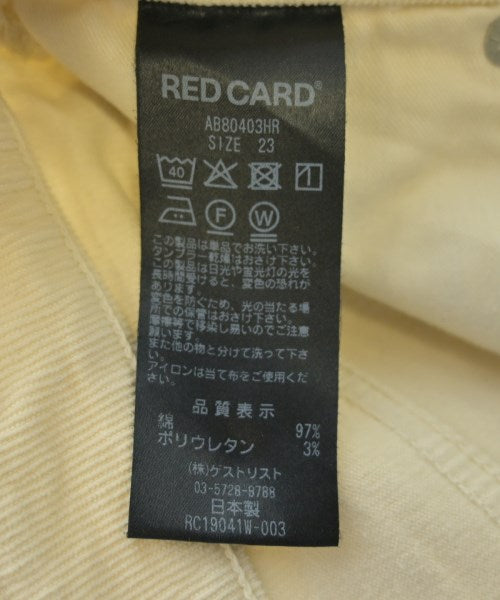 RED CARD®
AB80403HR
SIZE 23
40
F W
この製品は単品でお洗い下さい。
タンブラー乾燥はおさけ下さい。
この製品は日光や蛍光灯の光を
長時間受けると、変色の恐れが
あります。
変色を防ぐため、光の当たる場
所での保管はおさけ下さい。
摩擦等で移染し易いのでご注意
願います。
また他の物と分けて洗って下さ
い。
アイロンは当て布をご使用くだ
さい。
品質表示
綿 97%
ポリウレタン 3%
(株)ゲストリスト
03-5728-9788
日本製
RC19041W-003